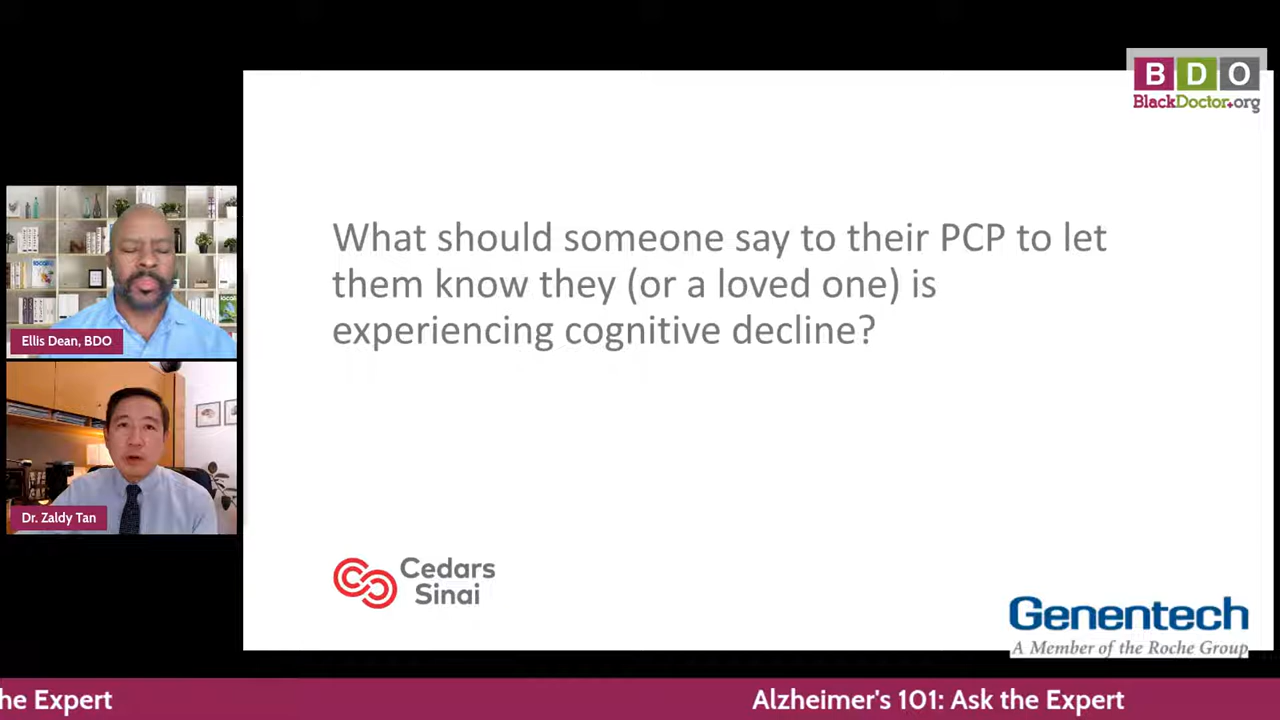 B D O
BlackDoctor.org
What should someone say to their PCP to let
them know they (or a loved one) is
experiencing cognitive decline?
Ellis Dean, BDO
Dr. Zaldy Tan
Cedars
Sinai
Genentech
A Member of the Roche Group
he Expert
Alzheimer's 101: Ask the Expert